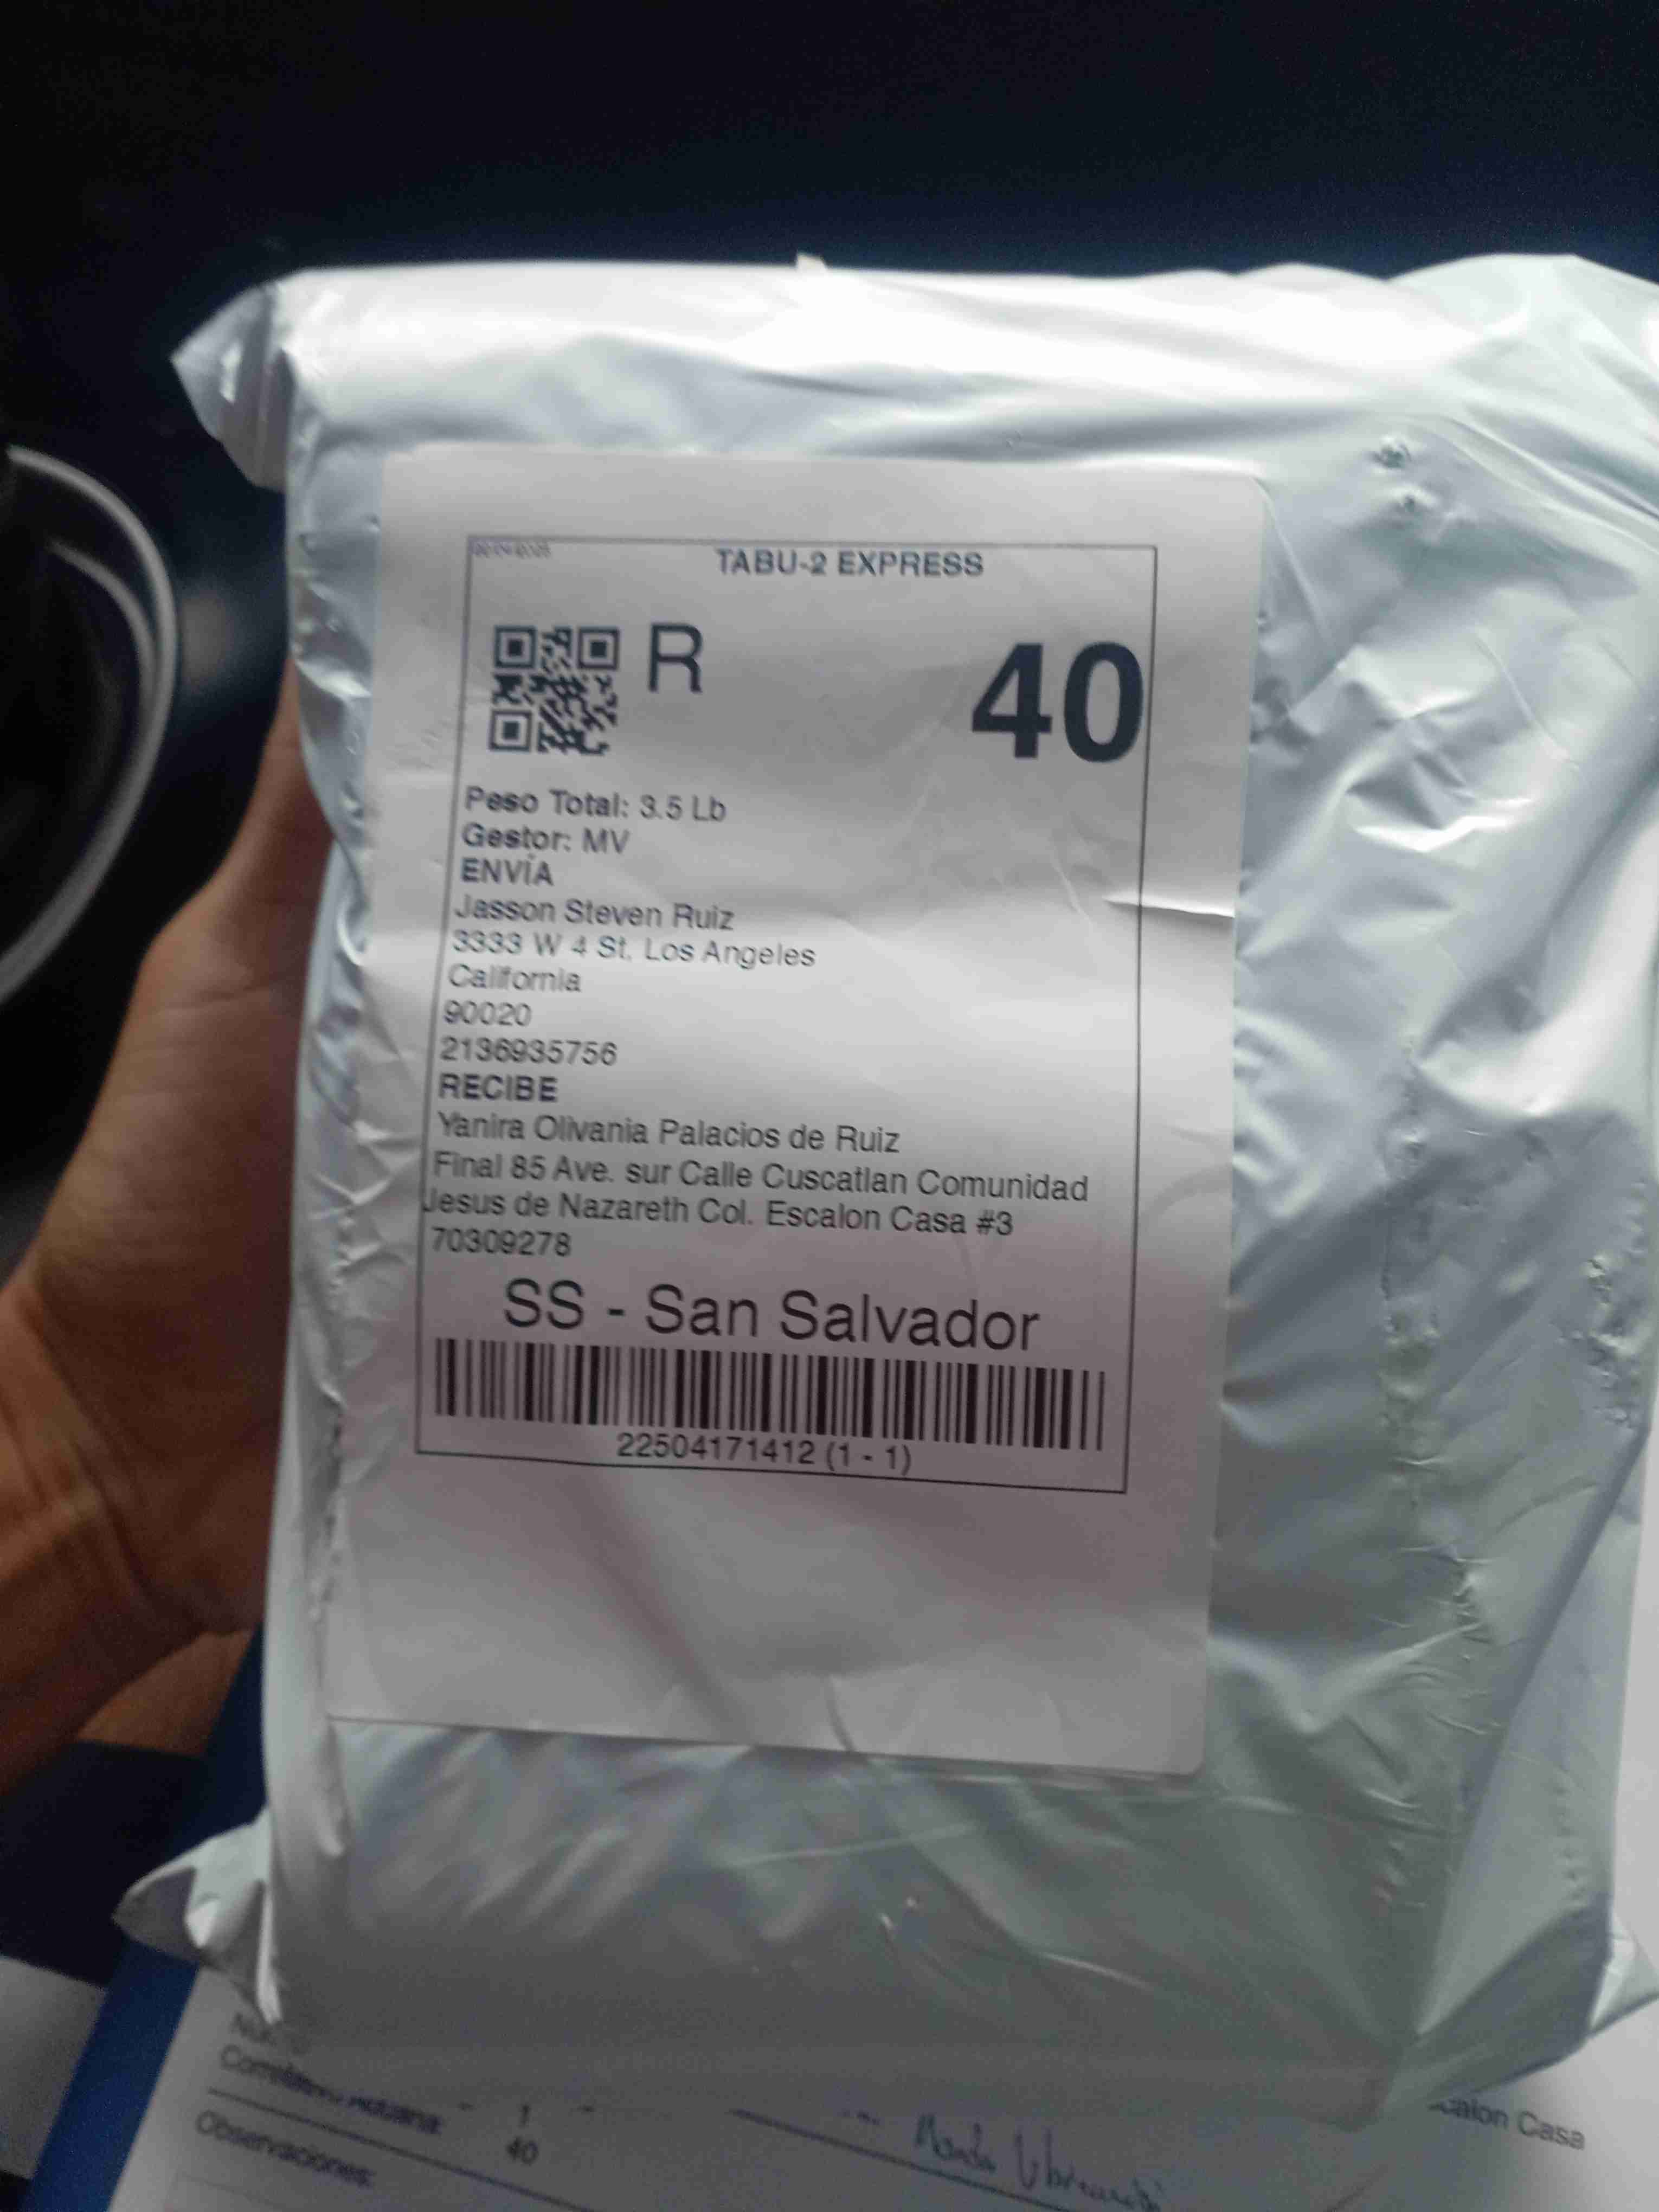 TABU-2 EXPRESS
R
40
Peso Total: 3.5 Lb
Gestor: MV
ENVÍA
Jasson Steven Ruiz
3333 W 4 St. Los Angeles
California
90020
2136935756
RECIBE
Yanira Olivania Palacios de Ruiz
Final 85 Ave. sur Calle Cuscatlan Comunidad
Jesus de Nazareth Col. Escalon Casa #3
70309278
SS - San Salvador
22504171412 (1 - 1)
1
40
Casa
Observaciones: